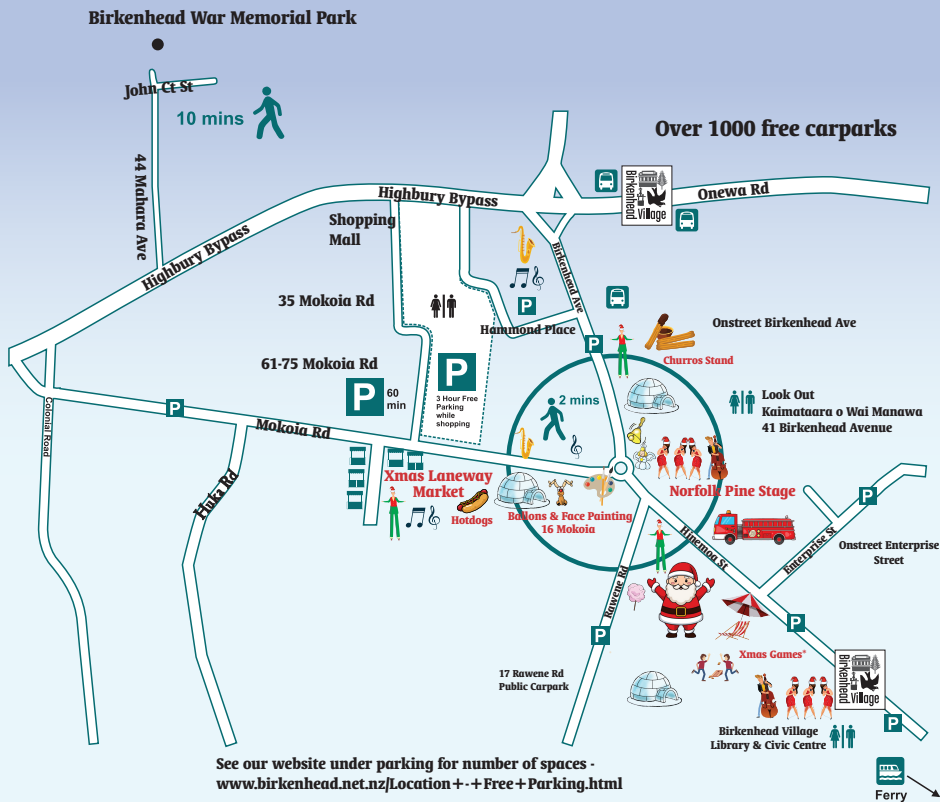 Birkenhead War Memorial Park
John Ct St
10 mins
44 Mahara Ave
Over 1000 free carparks
Highbury Bypass
Highbury Bypass
Onewa Rd
Birkenhead
Village
Shopping
Mall
Birkenhead Ave
35 Mokoia Rd
P
Hammond Place
Onstreet Birkenhead Ave
P
Churros Stand
61-75 Mokoia Rd
P
60
min
P
3 Hour Free
Parking
while
shopping
2 mins
Look Out
Kaimataara o Wai Manawa
41 Birkenhead Avenue
Colonial Road
P
Mokoia Rd
Huka Rd
Xmas Laneway
Market
Hotdogs
Ballons & Face Painting
16 Mokoia
Norfolk Pine Stage
P
Hinemoa St
Enterprise St
Onstreet Enterprise
Street
Rawene Rd
P
P
Xmas Games*
17 Rawene Rd
Public Carpark
Birkenhead
Village
P
Birkenhead Village
Library & Civic Centre
See our website under parking for number of spaces -
www.birkenhead.net.nz/Location+-+Free+Parking.html
Ferry